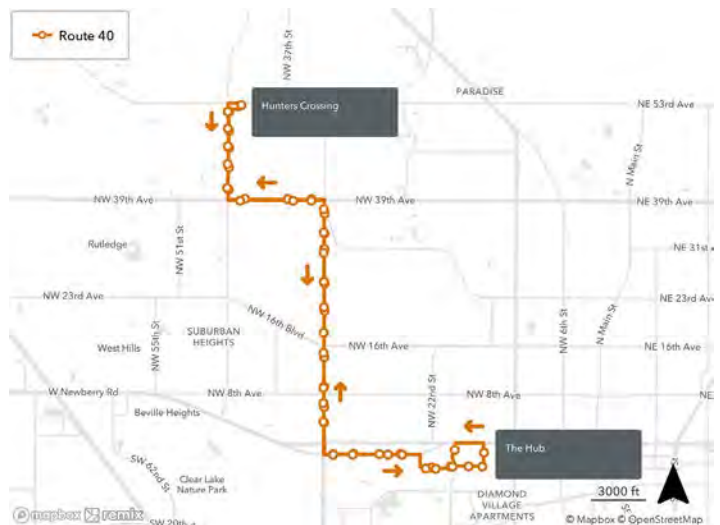 Route 40
NW 37th St
Hunters Crossing
PARADISE
NE 53rd Ave
N Main St
NW 39th Ave
NW 39th Ave
NE 39th Ave
NW 51st St
Rutledge
NE 31st
NW 23rd Ave
NE 23rd Ave
NW 16th Blvd
SUBURBAN
HEIGHTS
NW 55th St
West Hills
NW 16th Ave
NW 6th St
N Main St
NE 16th Ave
W Newberry Rd
NW 8th Ave
NW 22nd St
NW 8th Ave
NE
Beville Heights
The Hub
SW 62nd St
Clear Lake
Nature Park
DIAMOND
VILLAGE
APARTMENTS
3000 ft
mapbox remix
SW 20th
© Mapbox © OpenStreetMap